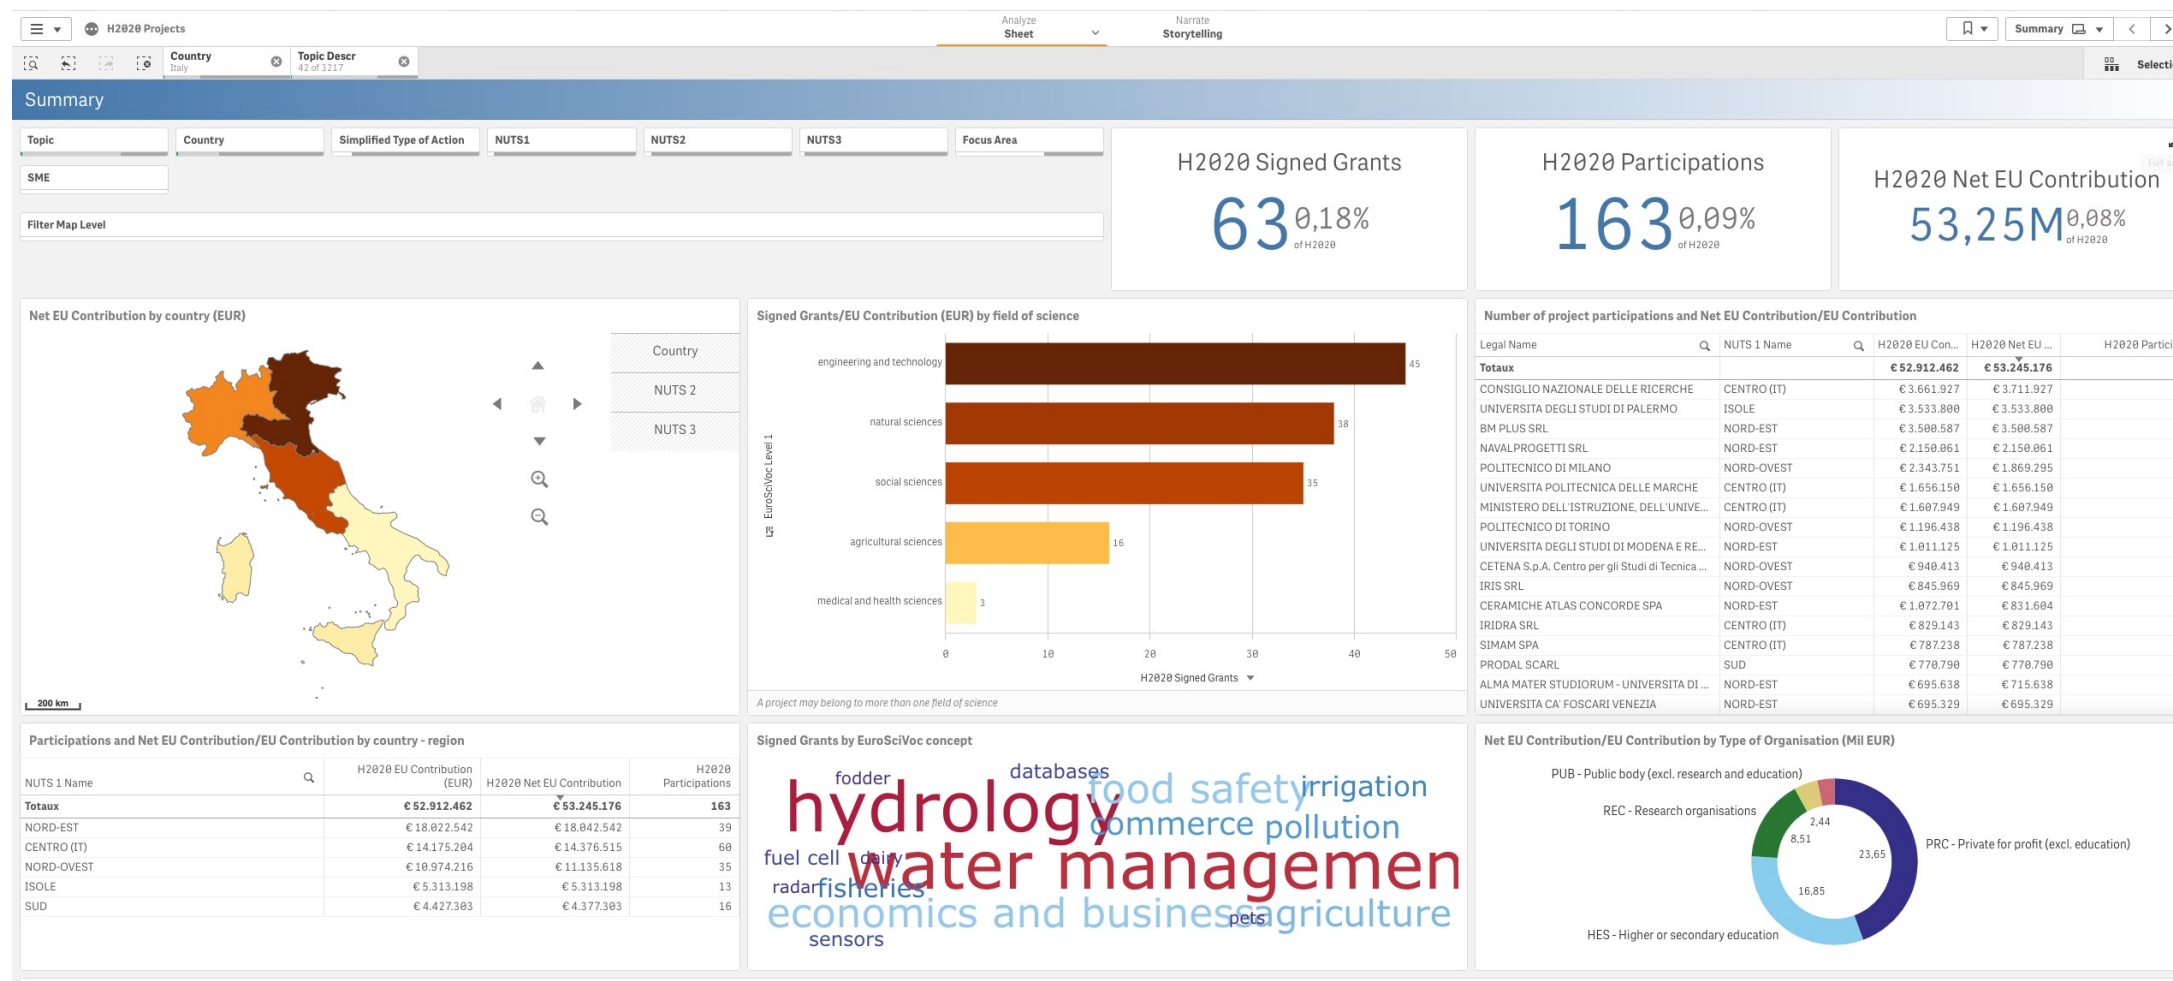 H2020 Projects
Analyze
Sheet
Narrate
Storytelling
Summary
Country
Italy
Topic Descr
42 of 3217
Summary
Topic
Country
Simplified Type of Action
NUTS1
NUTS2
NUTS3
Focus Area
SME
Filter Map Level
H2020 Signed Grants
63 0,18%
of H2020
H2020 Participations
163 0,09%
of H2020
H2020 Net EU Contribution
53,25M 0,08%
of H2020
Net EU Contribution by country (EUR)
Country
NUTS 2
NUTS 3
200 km
Signed Grants/EU Contribution (EUR) by field of science
EuroSciVoc Level 1
engineering and technology 45
natural sciences 38
social sciences 35
agricultural sciences 16
medical and health sciences 3
0 10 20 30 40 50
H2020 Signed Grants
A project may belong to more than one field of science
Number of project participations and Net EU Contribution/EU Contribution
Legal Name NUTS 1 Name H2020 EU Con... H2020 Net EU ... H2020 Partici
Totaux € 52.912.462 € 53.245.176
CONSIGLIO NAZIONALE DELLE RICERCHE CENTRO (IT) € 3.661.927 € 3.711.927
UNIVERSITA DEGLI STUDI DI PALERMO ISOLE € 3.533.800 € 3.533.800
BM PLUS SRL NORD-EST € 3.500.587 € 3.500.587
NAVALPROGETTI SRL NORD-EST € 2.150.061 € 2.150.061
POLITECNICO DI MILANO NORD-OVEST € 2.343.751 € 1.869.295
UNIVERSITA POLITECNICA DELLE MARCHE CENTRO (IT) € 1.656.150 € 1.656.150
MINISTERO DELL'ISTRUZIONE, DELL'UNIVE... CENTRO (IT) € 1.607.949 € 1.607.949
POLITECNICO DI TORINO NORD-OVEST € 1.196.438 € 1.196.438
UNIVERSITA DEGLI STUDI DI MODENA E RE... NORD-EST € 1.011.125 € 1.011.125
CETENA S.p.A. Centro per gli Studi di Tecnica ... NORD-OVEST € 940.413 € 940.413
IRIS SRL NORD-OVEST € 845.969 € 845.969
CERAMICHE ATLAS CONCORDE SPA NORD-EST € 1.072.701 € 831.604
IRIDRA SRL CENTRO (IT) € 829.143 € 829.143
SIMAM SPA CENTRO (IT) € 787.238 € 787.238
PRODAL SCARL SUD € 770.790 € 770.790
ALMA MATER STUDIORUM - UNIVERSITA DI ... NORD-EST € 695.638 € 715.638
UNIVERSITA CA' FOSCARI VENEZIA NORD-EST € 695.329 € 695.329
Participations and Net EU Contribution/EU Contribution by country - region
NUTS 1 Name H2020 EU Contribution (EUR) H2020 Net EU Contribution H2020 Participations
Totaux € 52.912.462 € 53.245.176 163
NORD-EST € 18.022.542 € 18.042.542 39
CENTRO (IT) € 14.175.204 € 14.376.515 60
NORD-OVEST € 10.974.216 € 11.135.618 35
ISOLE € 5.313.198 € 5.313.198 13
SUD € 4.427.303 € 4.377.303 16
Signed Grants by EuroSciVoc concept
fodder
databases
hydrology
food safety
irrigation
commerce
pollution
fuel cell
dairy
water managemen
radar
fisheries
economics and business
pets
agriculture
sensors
Net EU Contribution/EU Contribution by Type of Organisation (Mil EUR)
PUB - Public body (excl. research and education)
REC - Research organisations
2,44
8,51
23,65
PRC - Private for profit (excl. education)
16,85
HES - Higher or secondary education